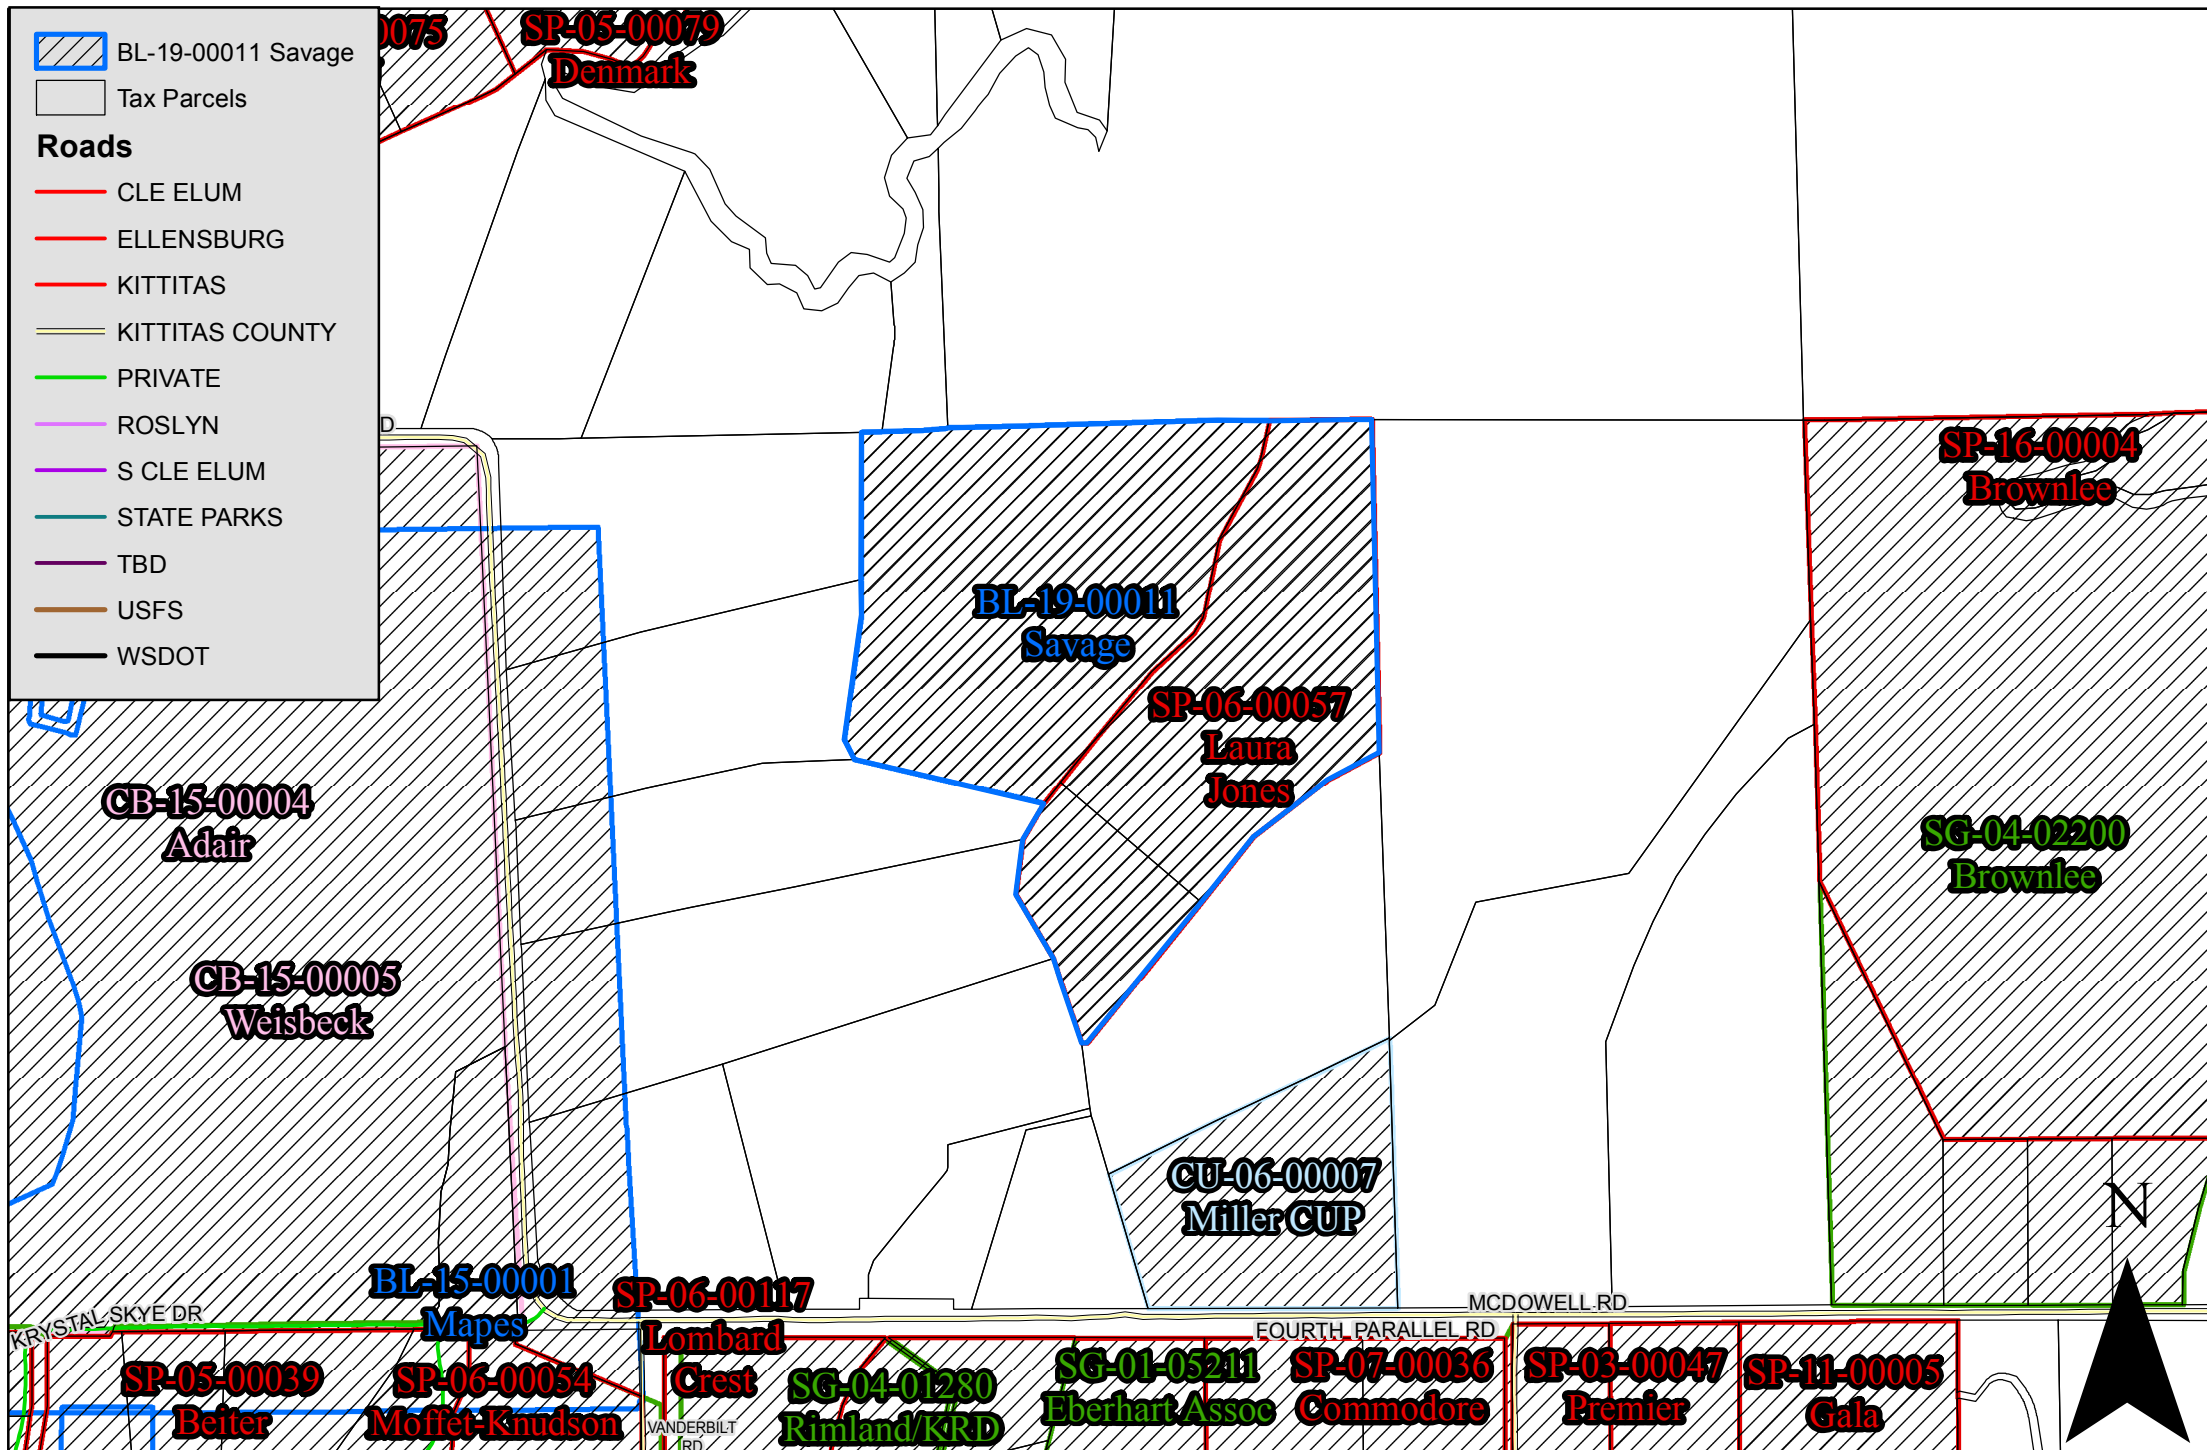 BL-19-00011 Savage
Tax Parcels
Roads
CLE ELUM
ELLENSBURG
KITTITAS
KITTITAS COUNTY
PRIVATE
ROSLYN
S CLE ELUM
STATE PARKS
TBD
USFS
WSDOT
0075
SP-05-00079
Denmark
D
SP-16-00004
Brownlee
BL-19-00011
Savage
SP-06-00057
Laura
Jones
CB-15-00004
Adair
SG-04-02200
Brownlee
CB-15-00005
Weisbeck
CU-06-00007
Miller CUP
N
BL-15-00001
Mapes
SP-06-00117
Lombard
Crest
KRYSTAL SKYE DR
MCDOWELL RD
FOURTH PARALLEL RD
SP-05-00039
Beiter
SP-06-00054
Moffet-Knudson
VANDERBILT
RD
SG-04-01280
Rimland/KRD
SG-01-05211
Eberhart Assoc
SP-07-00036
Commodore
SP-03-00047
Premier
SP-11-00005
Gala